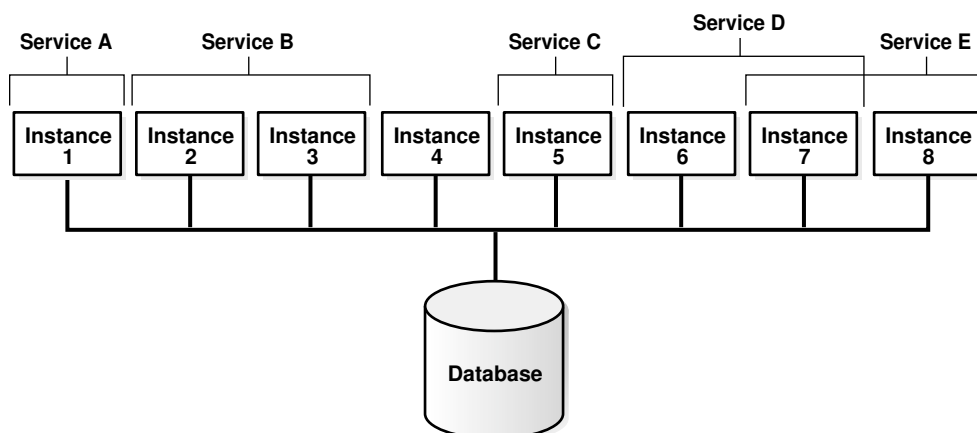 Service A
Service B
Service C
Service D
Service E
Instance
1
Instance
2
Instance
3
Instance
4
Instance
5
Instance
6
Instance
7
Instance
8
Database